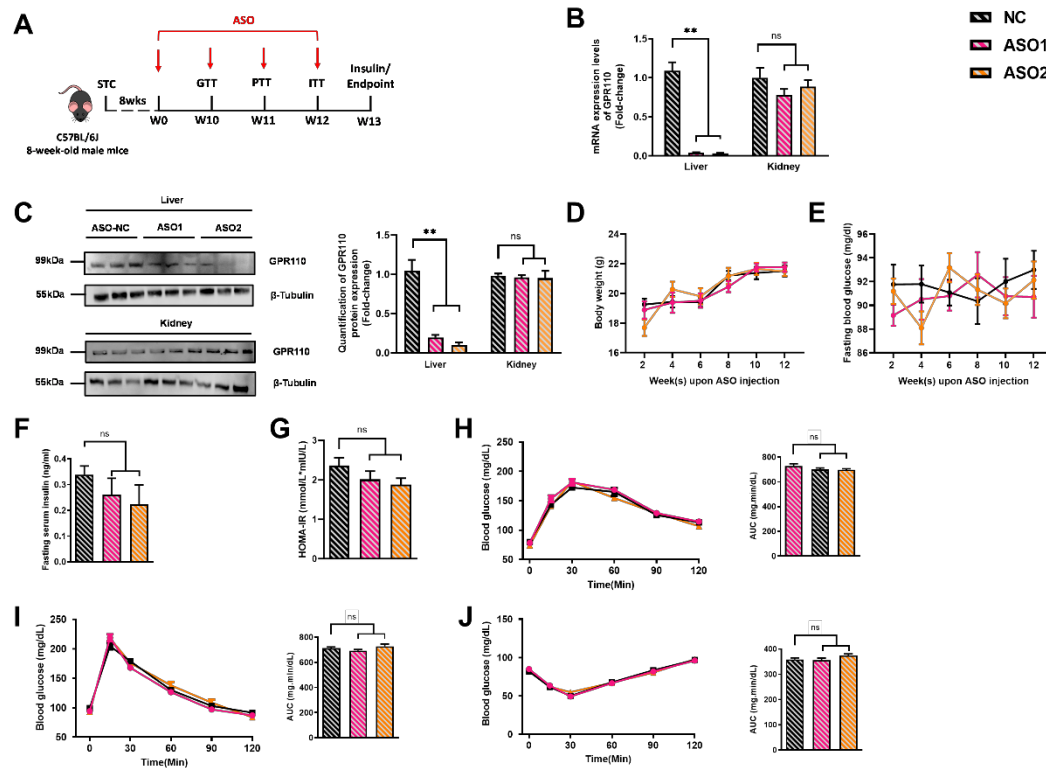 A
ASO
STC
8wks
GTT
PTT
ITT
Insulin/
Endpoint
W0
W10
W11
W12
W13
C57BL/6J
8-week-old male mice
B
mRNA expression levels
of GPR110
(Fold-change)
1.5
1.0
0.5
0.0
**
ns
Liver
Kidney
NC
ASO1
ASO2
C
Liver
ASO-NC
ASO1
ASO2
99kDa
GPR110
55kDa
β-Tubulin
Kidney
99kDa
GPR110
55kDa
β-Tubulin
Quantification of GPR110
protein expression
(Fold-change)
1.5
1.0
0.5
0.0
**
ns
Liver
Kidney
D
Body weight (g)
24
22
20
18
16
2
4
6
8
10
12
Week(s) upon ASO injection
E
Fasting blood glucose (mg/dl)
94
92
90
88
86
2
4
6
8
10
12
Week(s) upon ASO injection
F
Fasting serum insulin (ng/ml)
0.4
0.3
0.2
0.1
0.0
ns
G
HOMA-IR (mmol/L*mIU/L)
3
2
1
0
ns
H
Blood glucose (mg/dL)
250
200
150
100
50
0
30
60
90
120
Time(Min)
AUC (mg.min/dL)
800
600
400
200
0
ns
I
Blood glucose (mg/dL)
250
200
150
100
50
0
30
60
90
120
Time(Min)
AUC (mg.min/dL)
800
600
400
200
0
ns
J
Blood glucose (mg/dL)
150
100
50
0
0
30
60
90
120
Time(Min)
AUC (mg.min/dL)
400
300
200
100
0
ns